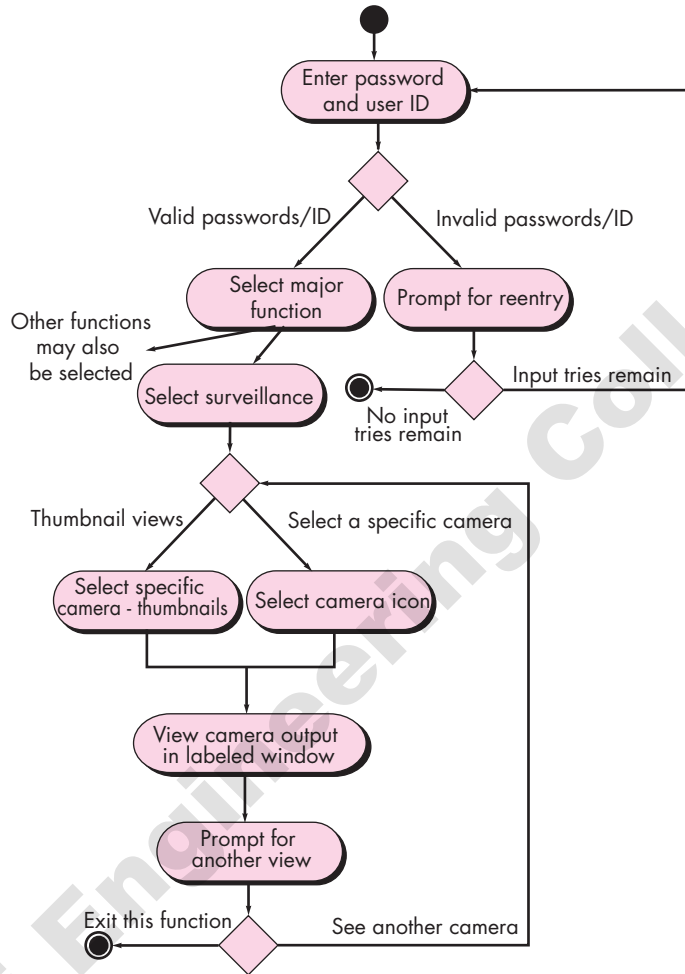 Enter password
and user ID
Valid passwords/ID
Invalid passwords/ID
Select major
function
Prompt for reentry
Other functions
may also
be selected
Select surveillance
Input tries remain
No input
tries remain
Thumbnail views
Select a specific camera
Select specific
camera - thumbnails
Select camera icon
View camera output
in labeled window
Prompt for
another view
Exit this function
See another camera
Engineering Coll